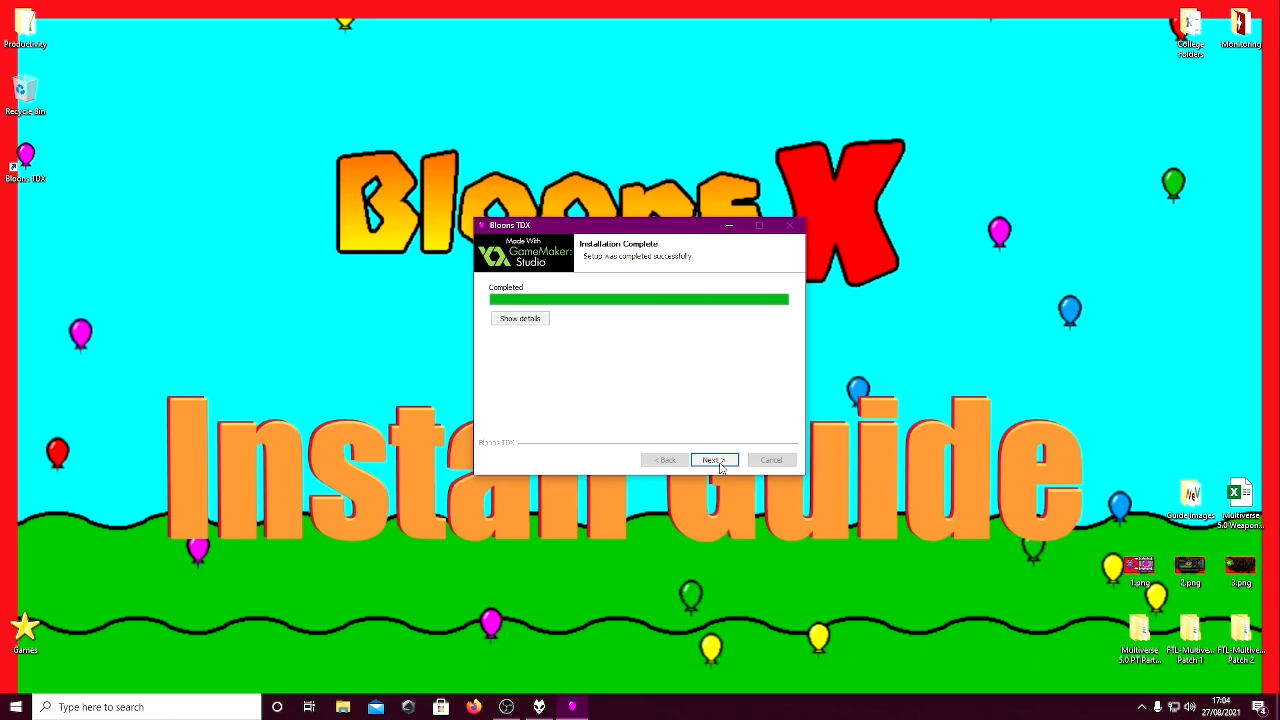 Productivity
College
Folders
Monitoring
Recycle Bin
Bloons TDX
Bloons X
Install Guide
Bloons TDX
Made With
GameMaker:
Studio
Installation Complete
Setup was completed successfully.
Completed
Show details
Bloons TDX
< Back
Next >
Cancel
Guide Images
Multiverse
5.0 Weapon...
1.png
2.png
3.png
Games
Multiverse
5.0 PT Part...
FTL-Multive...
Patch 1
FTL-Multive...
Patch 2
Type here to search
17:04
27/08/2021